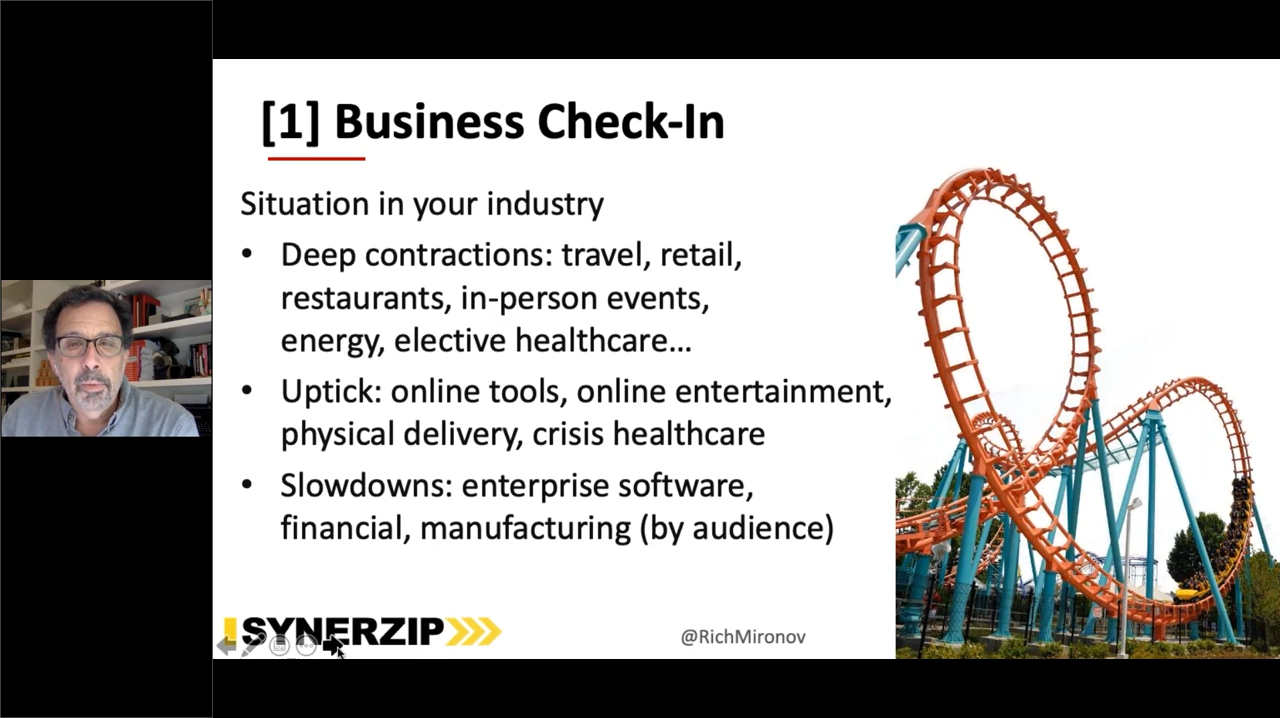 [1] Business Check-In
Situation in your industry
• Deep contractions: travel, retail,
restaurants, in-person events,
energy, elective healthcare...
• Uptick: online tools, online entertainment,
physical delivery, crisis healthcare
• Slowdowns: enterprise software,
financial, manufacturing (by audience)
SYNERZIP
@RichMironov